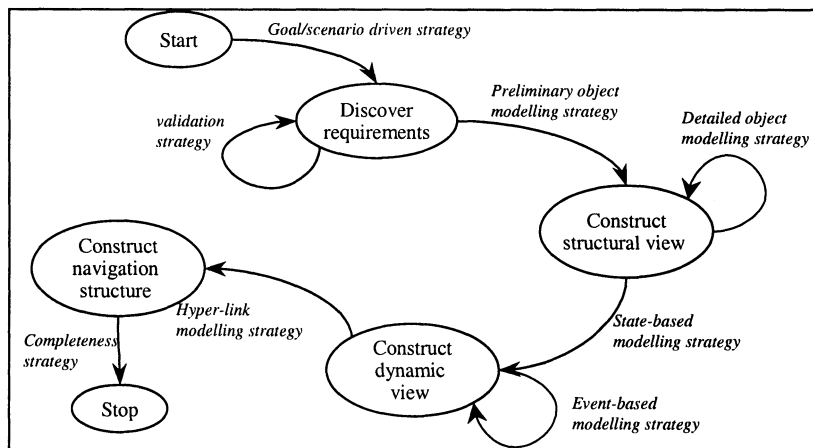 Goal/scenario driven strategy
Start
Preliminary object
modelling strategy
Discover
requirements
validation
strategy
Detailed object
modelling strategy
Construct
structural view
Construct
navigation
structure
Hyper-link
modelling strategy
State-based
modelling strategy
Completeness
strategy
Construct
dynamic
view
Event-based
modelling strategy
Stop